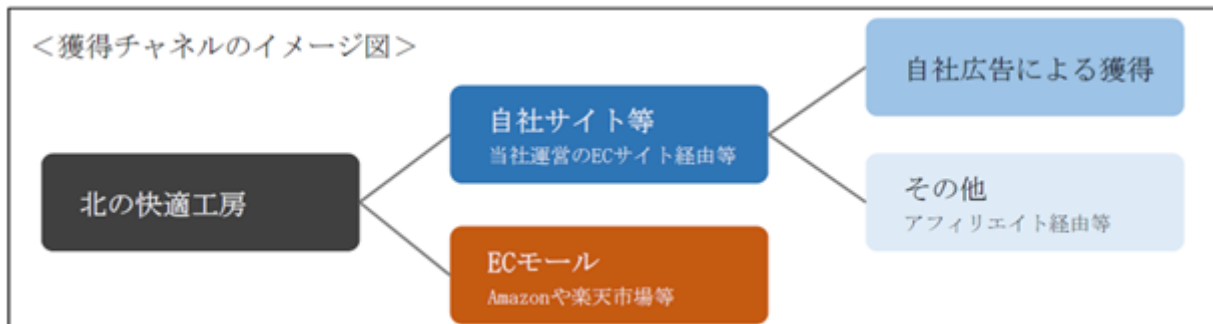 ＜獲得チャネルのイメージ図＞
自社広告による獲得
自社サイト等
当社運営のECサイト経由等
北の快適工房
その他
アフィリエイト経由等
ECモール
Amazonや楽天市場等